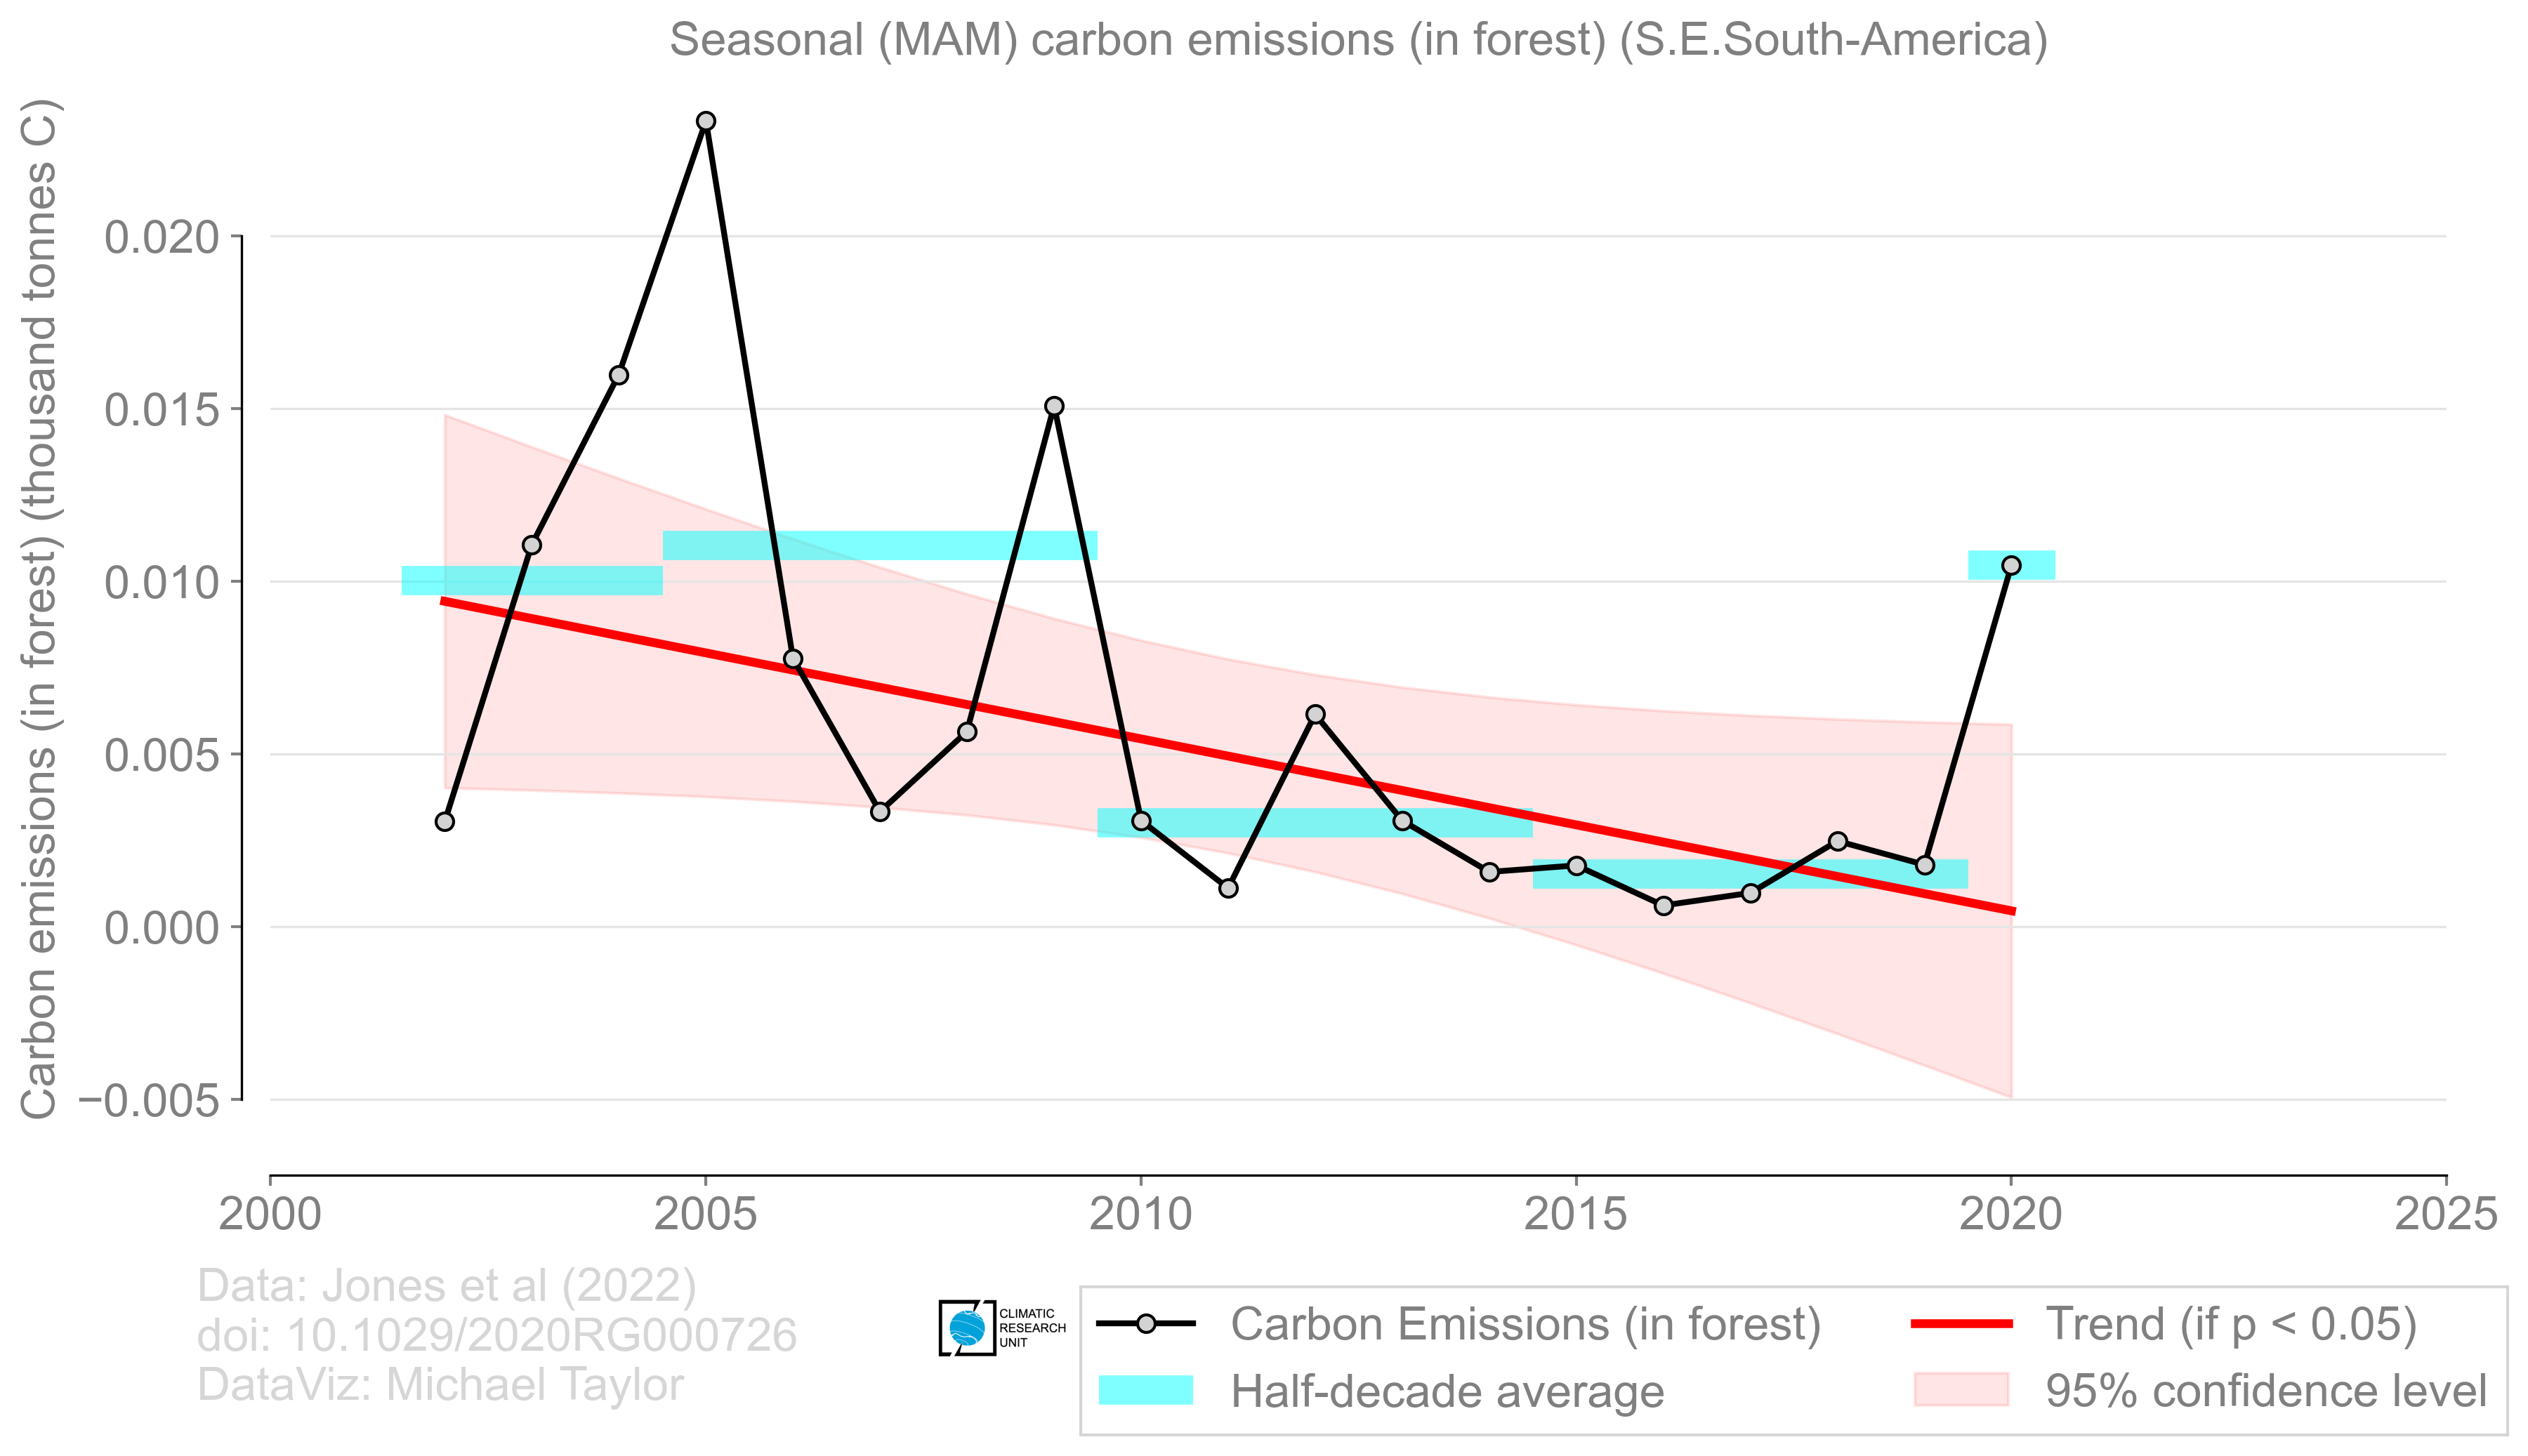 Seasonal (MAM) carbon emissions (in forest) (S.E.South-America)
Carbon emissions (in forest) (thousand tonnes C)
0.020
0.015
0.010
0.005
0.000
−0.005
2000
2005
2010
2015
2020
2025
Data: Jones et al (2022)
doi: 10.1029/2020RG000726
DataViz: Michael Taylor
CLIMATIC
RESEARCH
UNIT
Carbon Emissions (in forest)
Half-decade average
Trend (if p < 0.05)
95% confidence level